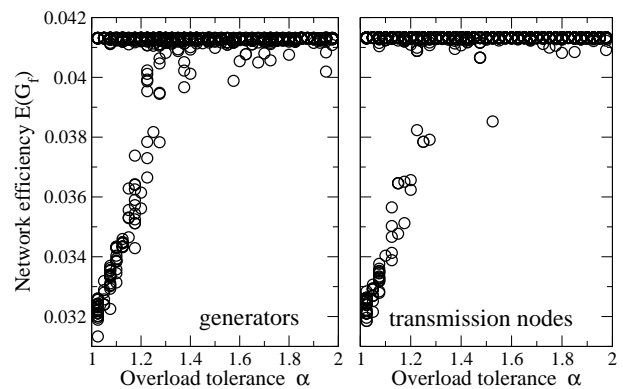 Network efficiency E(G_f)
0.042
0.04
0.038
0.036
0.034
0.032
generators
transmission nodes
1 1.2 1.4 1.6 1.8 2
1 1.2 1.4 1.6 1.8 2
Overload tolerance α
Overload tolerance α